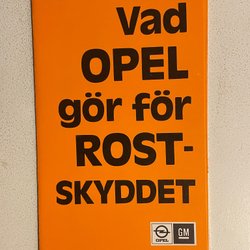 Vad
OPEL
gör för
ROST-
SKYDDET
OPEL GM